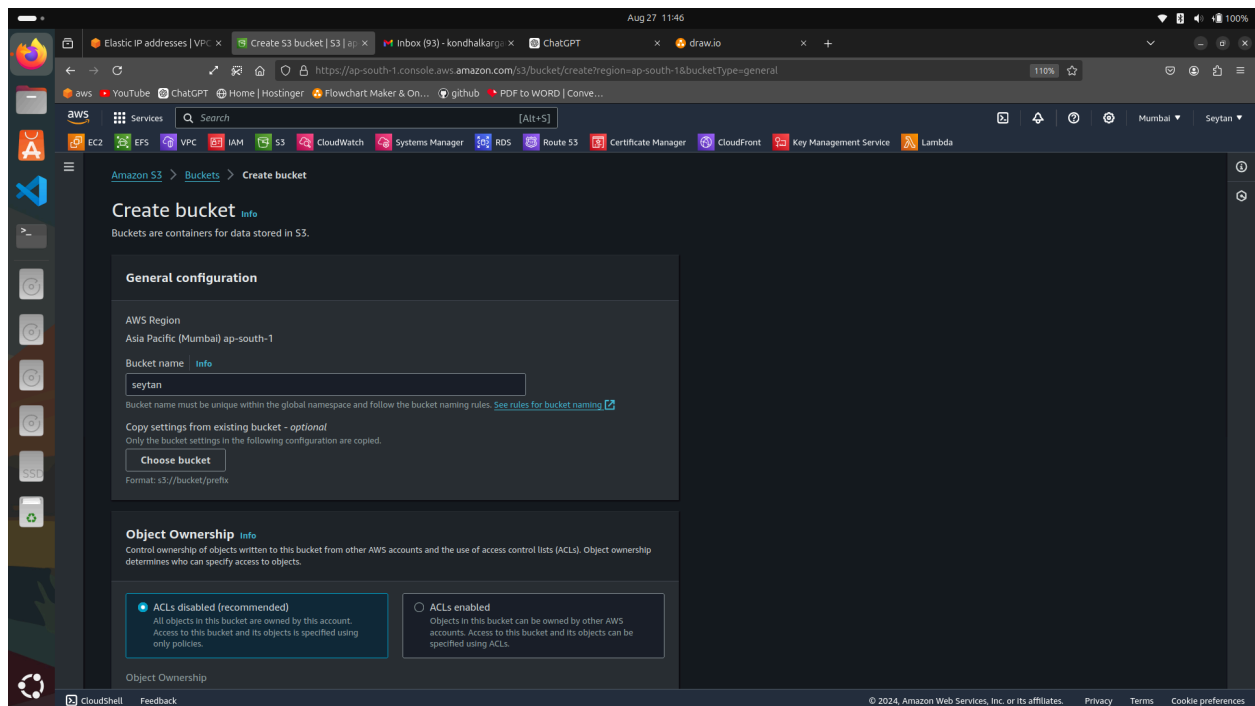 Aug 27 11:46
100%
Elastic IP addresses | VPC
Create S3 bucket | S3 | ap
Inbox (93) - kondhalkarga
ChatGPT
draw.io
https://ap-south-1.console.aws.amazon.com/s3/bucket/create?region=ap-south-1&bucketType=general
110%
aws YouTube ChatGPT Home | Hostinger Flowchart Maker & On... github PDF to WORD | Conve...
aws Services Search [Alt+S] Mumbai Seytan
EC2 EFS VPC IAM S3 CloudWatch Systems Manager RDS Route 53 Certificate Manager CloudFront Key Management Service Lambda
Amazon S3 > Buckets > Create bucket
Create bucket Info
Buckets are containers for data stored in S3.
General configuration
AWS Region
Asia Pacific (Mumbai) ap-south-1
Bucket name Info
seytan
Bucket name must be unique within the global namespace and follow the bucket naming rules. See rules for bucket naming
Copy settings from existing bucket - optional
Only the bucket settings in the following configuration are copied.
Choose bucket
Format: s3://bucket/prefix
SSD
Object Ownership Info
Control ownership of objects written to this bucket from other AWS accounts and the use of access control lists (ACLs). Object ownership
determines who can specify access to objects.
ACLs disabled (recommended)
All objects in this bucket are owned by this account.
Access to this bucket and its objects is specified using
only policies.
ACLs enabled
Objects in this bucket can be owned by other AWS
accounts. Access to this bucket and its objects can be
specified using ACLs.
Object Ownership
CloudShell Feedback © 2024, Amazon Web Services, Inc. or its affiliates. Privacy Terms Cookie preferences